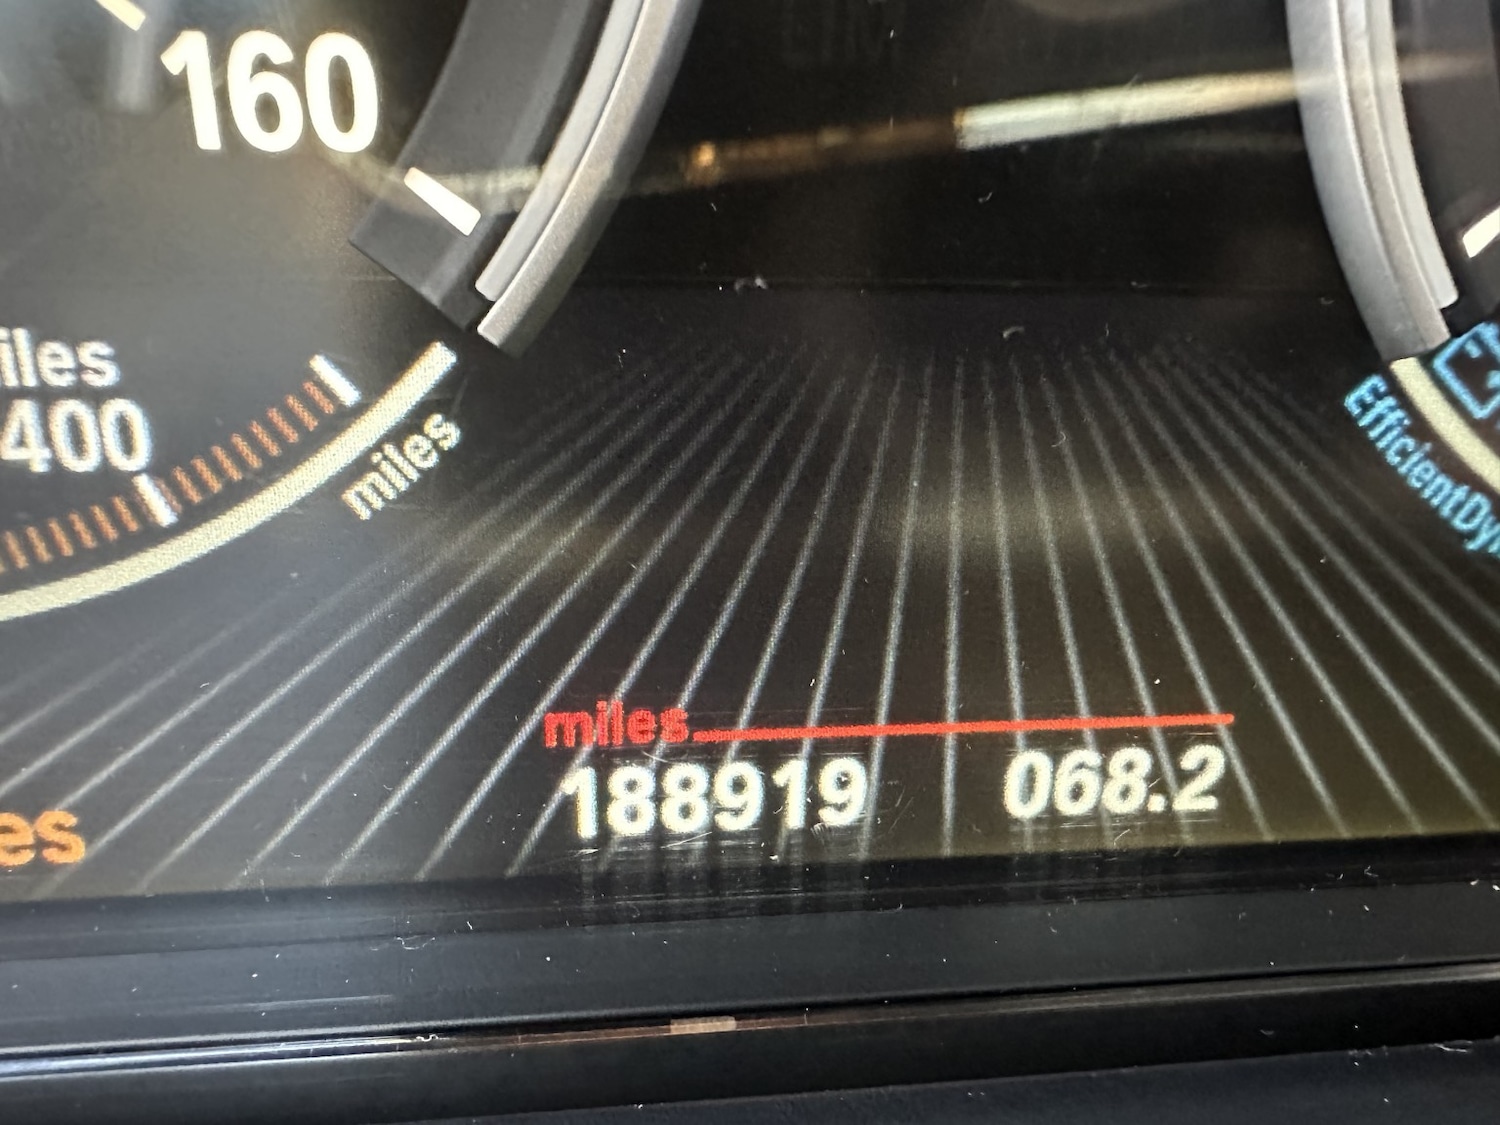 160
iles
400
miles
EfficientDy
miles
188919 068.2
es